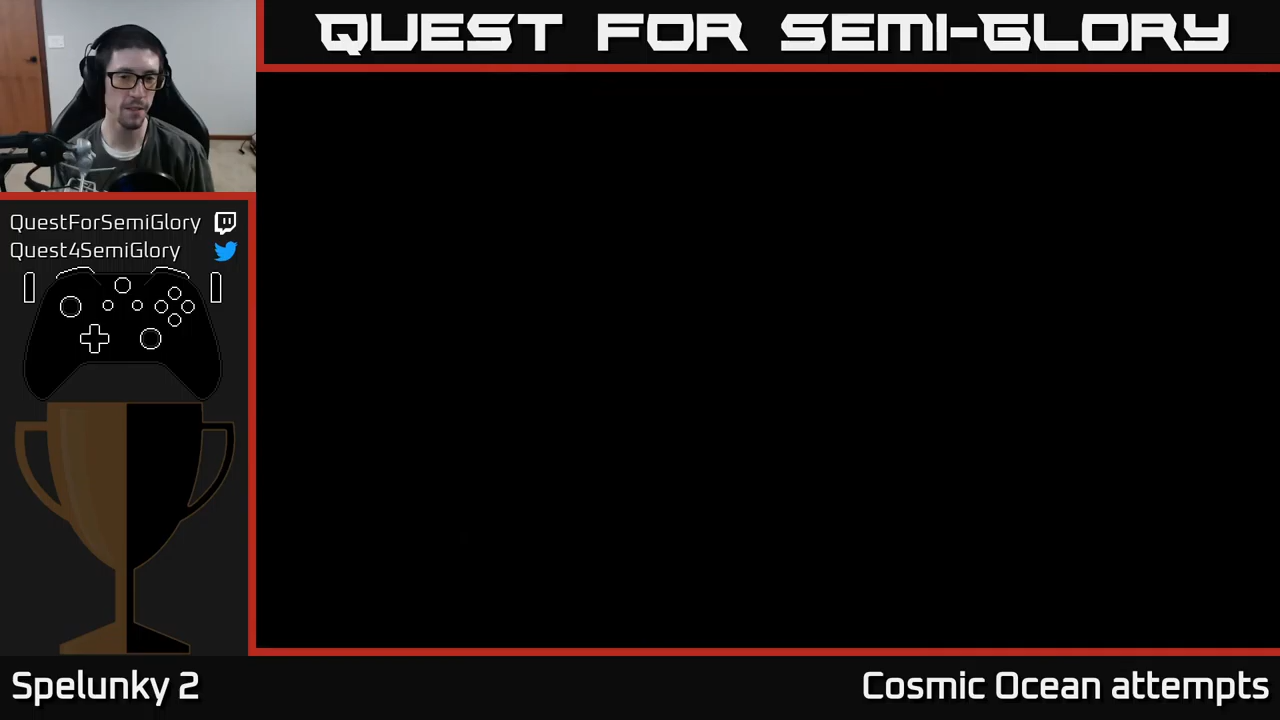 QUEST FOR SEMI-GLORY
QuestForSemiGlory
Quest4SemiGlory
Spelunky 2
Cosmic Ocean attempts